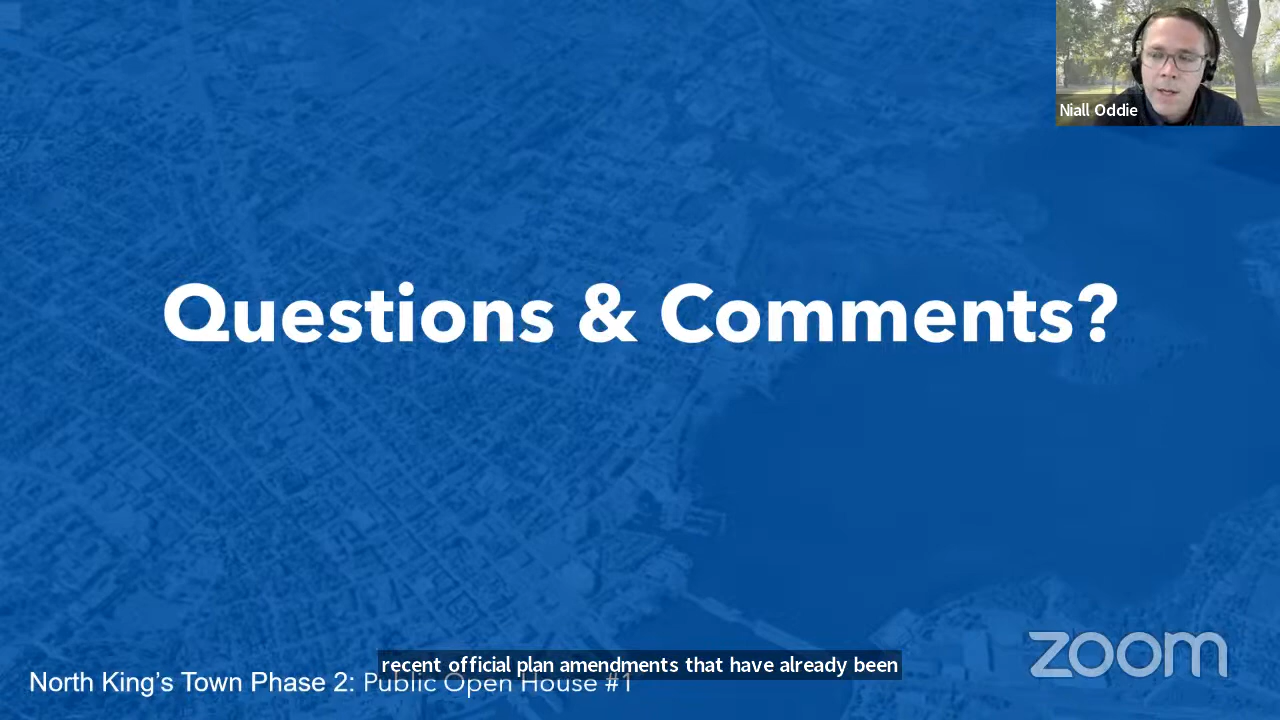 Niall Oddie
Questions & Comments?
zoom
recent official plan amendments that have already been
North King's Town Phase 2: Public Open House #1